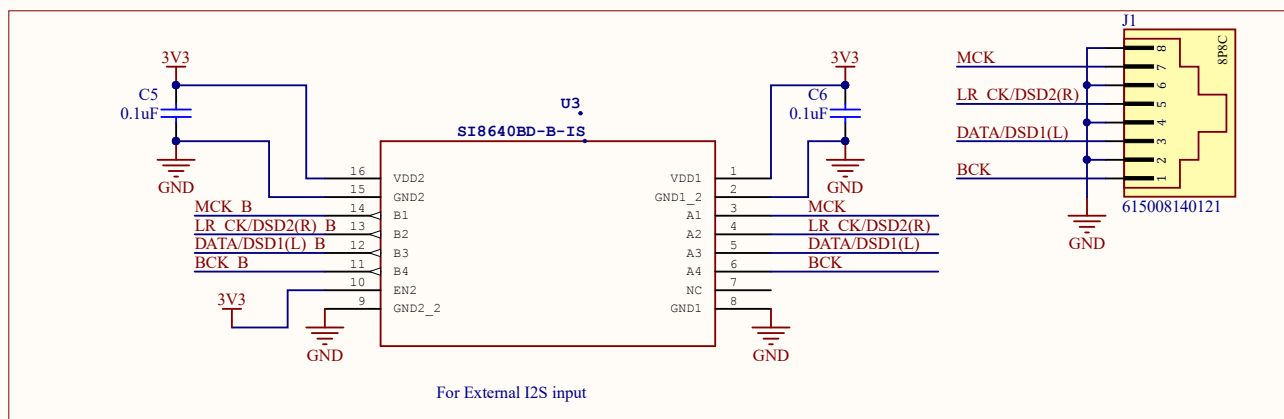 J1
3V3
3V3
8P8C
MCK
8
7
6
5
4
3
2
1
LR_CK/DSD2(R)
DATA/DSD1(L)
BCK
615008140121
GND
C5
0.1uF
GND
C6
0.1uF
GND
U3
SI8640BD-B-IS
16 VDD2 VDD1 1
15 GND2 GND1_2 2
MCK_B 14 B1 A1 3 MCK
LR_CK/DSD2(R)_B 13 B2 A2 4 LR_CK/DSD2(R)
DATA/DSD1(L)_B 12 B3 A3 5 DATA/DSD1(L)
BCK_B 11 B4 A4 6 BCK
10 EN2 NC 7
3V3
9 GND2_2 GND1 8
GND
GND
For External I2S input